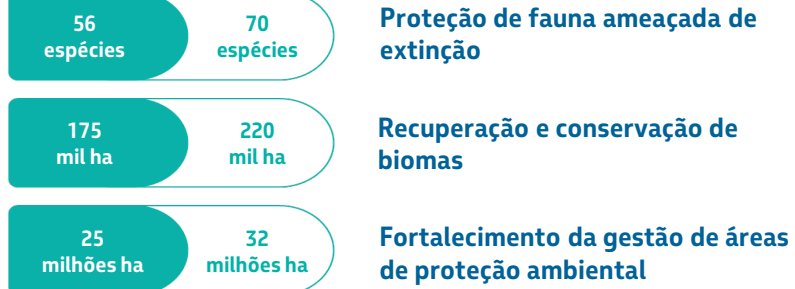 56
espécies
70
espécies
Proteção de fauna ameaçada de
extinção
175
mil ha
220
mil ha
Recuperação e conservação de
biomas
25
milhões ha
32
milhões ha
Fortalecimento da gestão de áreas
de proteção ambiental